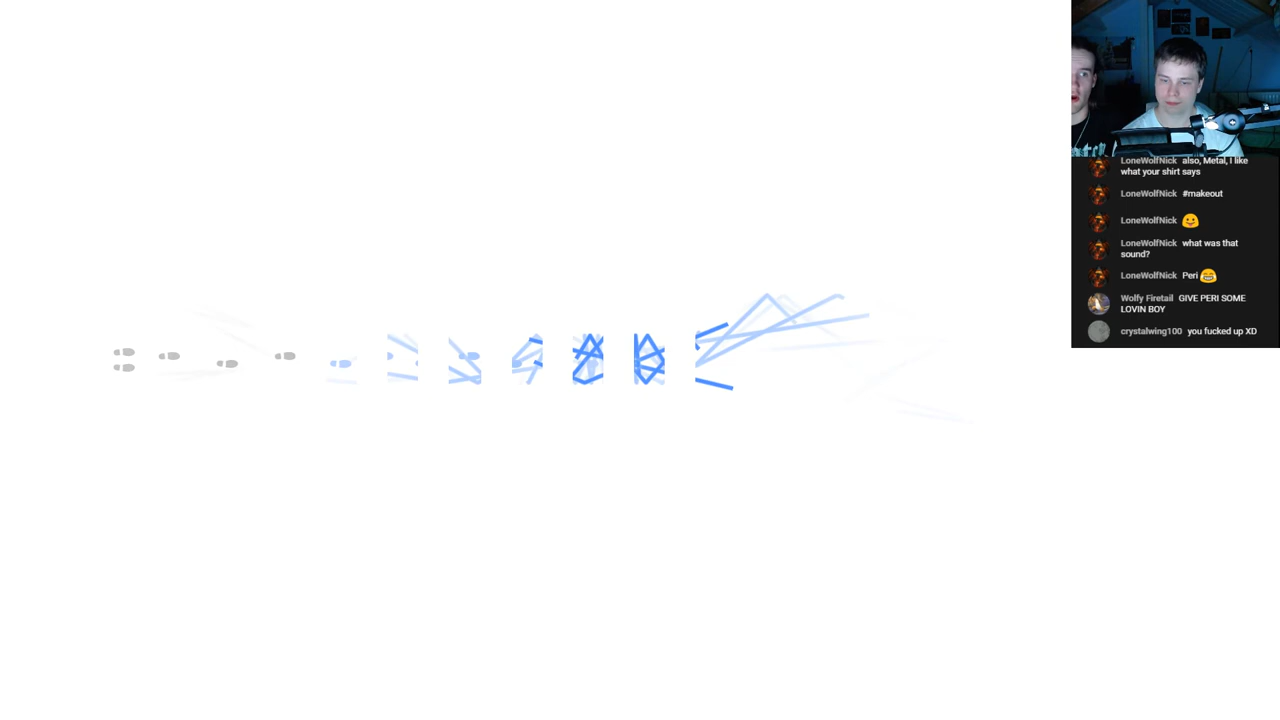 LoneWolfNick also, Metal, I like
what your shirt says
LoneWolfNick #makeout
LoneWolfNick
LoneWolfNick what was that
sound?
LoneWolfNick Peri
Wolfy Firetail GIVE PERI SOME
LOVIN BOY
crystalwing100 you fucked up XD